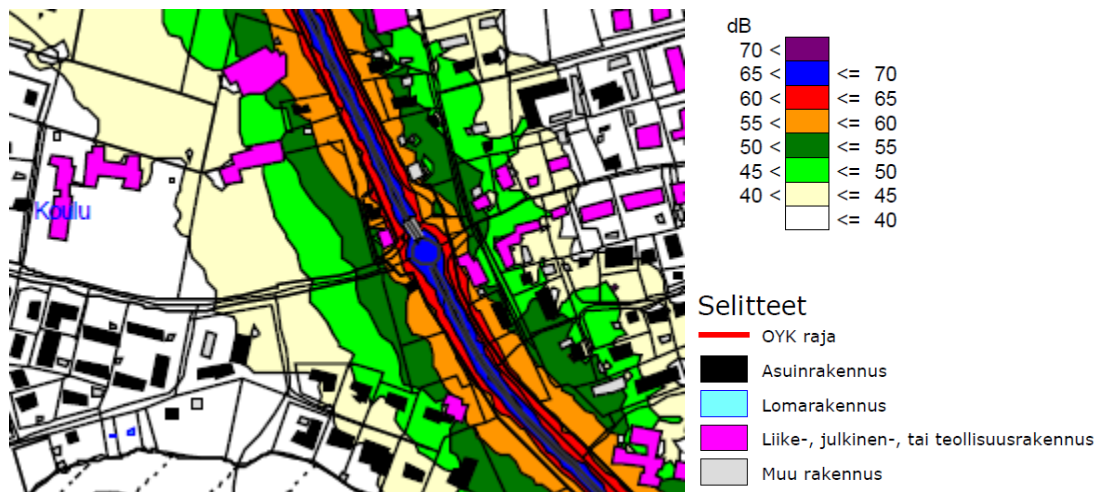 dB
70 <
65 < <= 70
60 < <= 65
55 < <= 60
50 < <= 55
45 < <= 50
40 < <= 45
<= 40
Koulu
Selitteet
OYK raja
Asuinrakennus
Lomarakennus
Liike-, julkinen-, tai teollisuusrakennus
Muu rakennus